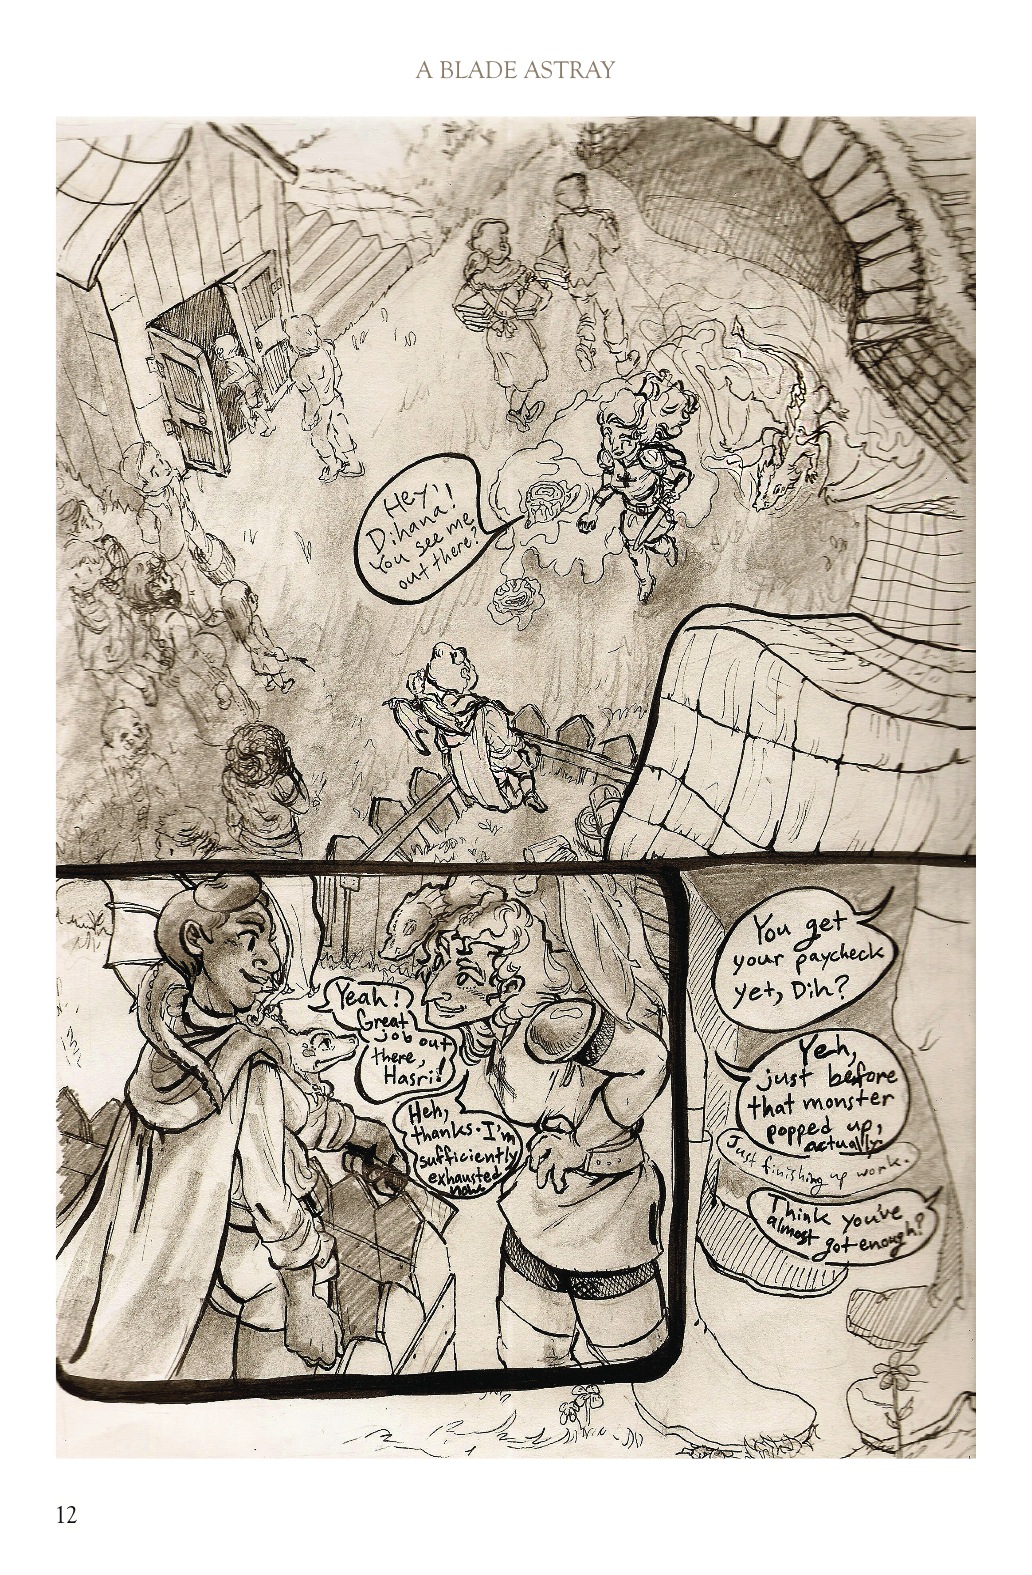 A BLADE ASTRAY
Hey!
Dihana!
You see me
out there?
Yeah!
Great
job out
there,
Hasri!
Heh,
thanks. I'm
sufficiently
exhausted
now.
You get
your paycheck
yet, Dih?
Yeh,
just before
that monster
popped up,
actually.
Just finishing up work.
Think you've
almost
got enough?
12